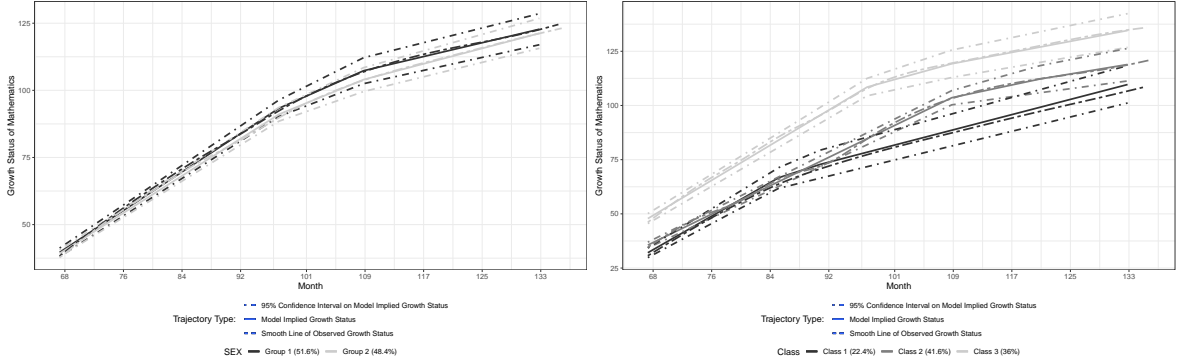 Growth Status of Mathematics
125
100
75
50
68 76 84 92 101 109 117 125 133
Month
Trajectory Type:
95% Confidence Interval on Model Implied Growth Status
Model Implied Growth Status
Smooth Line of Observed Growth Status
SEX Group 1 (51.6%) Group 2 (48.4%)
Growth Status of Mathematics
125
100
75
50
25
68 76 84 92 101 109 117 125 133
Month
Trajectory Type:
95% Confidence Interval on Model Implied Growth Status
Model Implied Growth Status
Smooth Line of Observed Growth Status
Class Class 1 (22.4%) Class 2 (41.6%) Class 3 (36%)